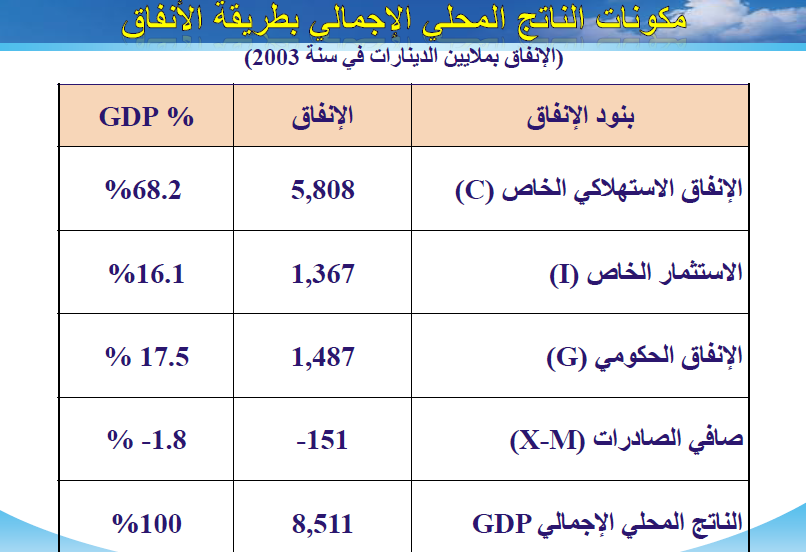 مكونات الناتج المحلي الإجمالي بطريقة الأنفاق
(الإنفاق بملايين الدينارات في سنة 2003)
بنود الإنفاق الإنفاق GDP %
الإنفاق الاستهلاكي الخاص (C) 5,808 %68.2
الاستثمار الخاص (I) 1,367 %16.1
الإنفاق الحكومي (G) 1,487 % 17.5
صافي الصادرات (X-M) -151 % -1.8
الناتج المحلي الإجمالي GDP 8,511 %100